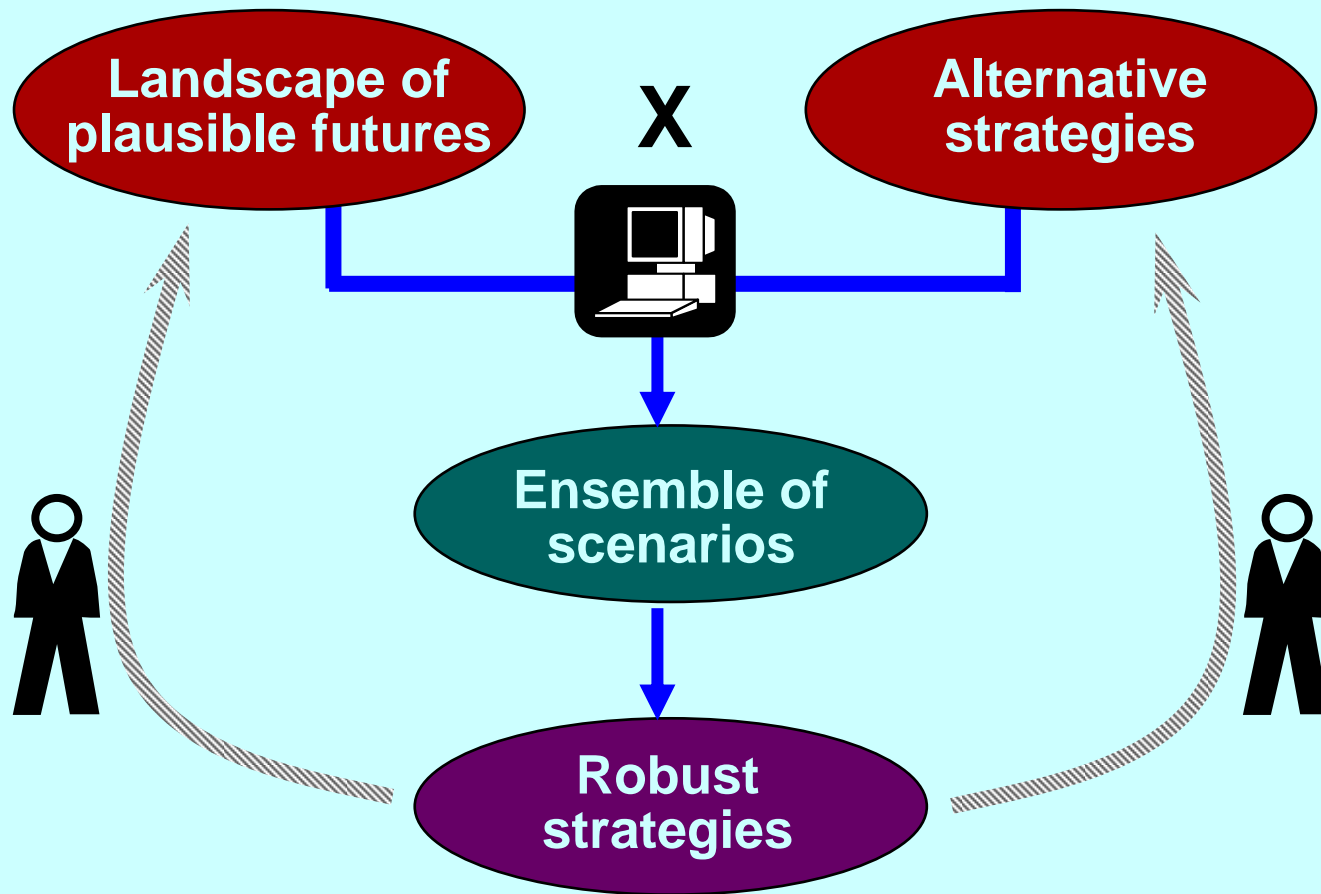 Landscape of
plausible futures
X
Alternative
strategies
Ensemble of
scenarios
Robust
strategies